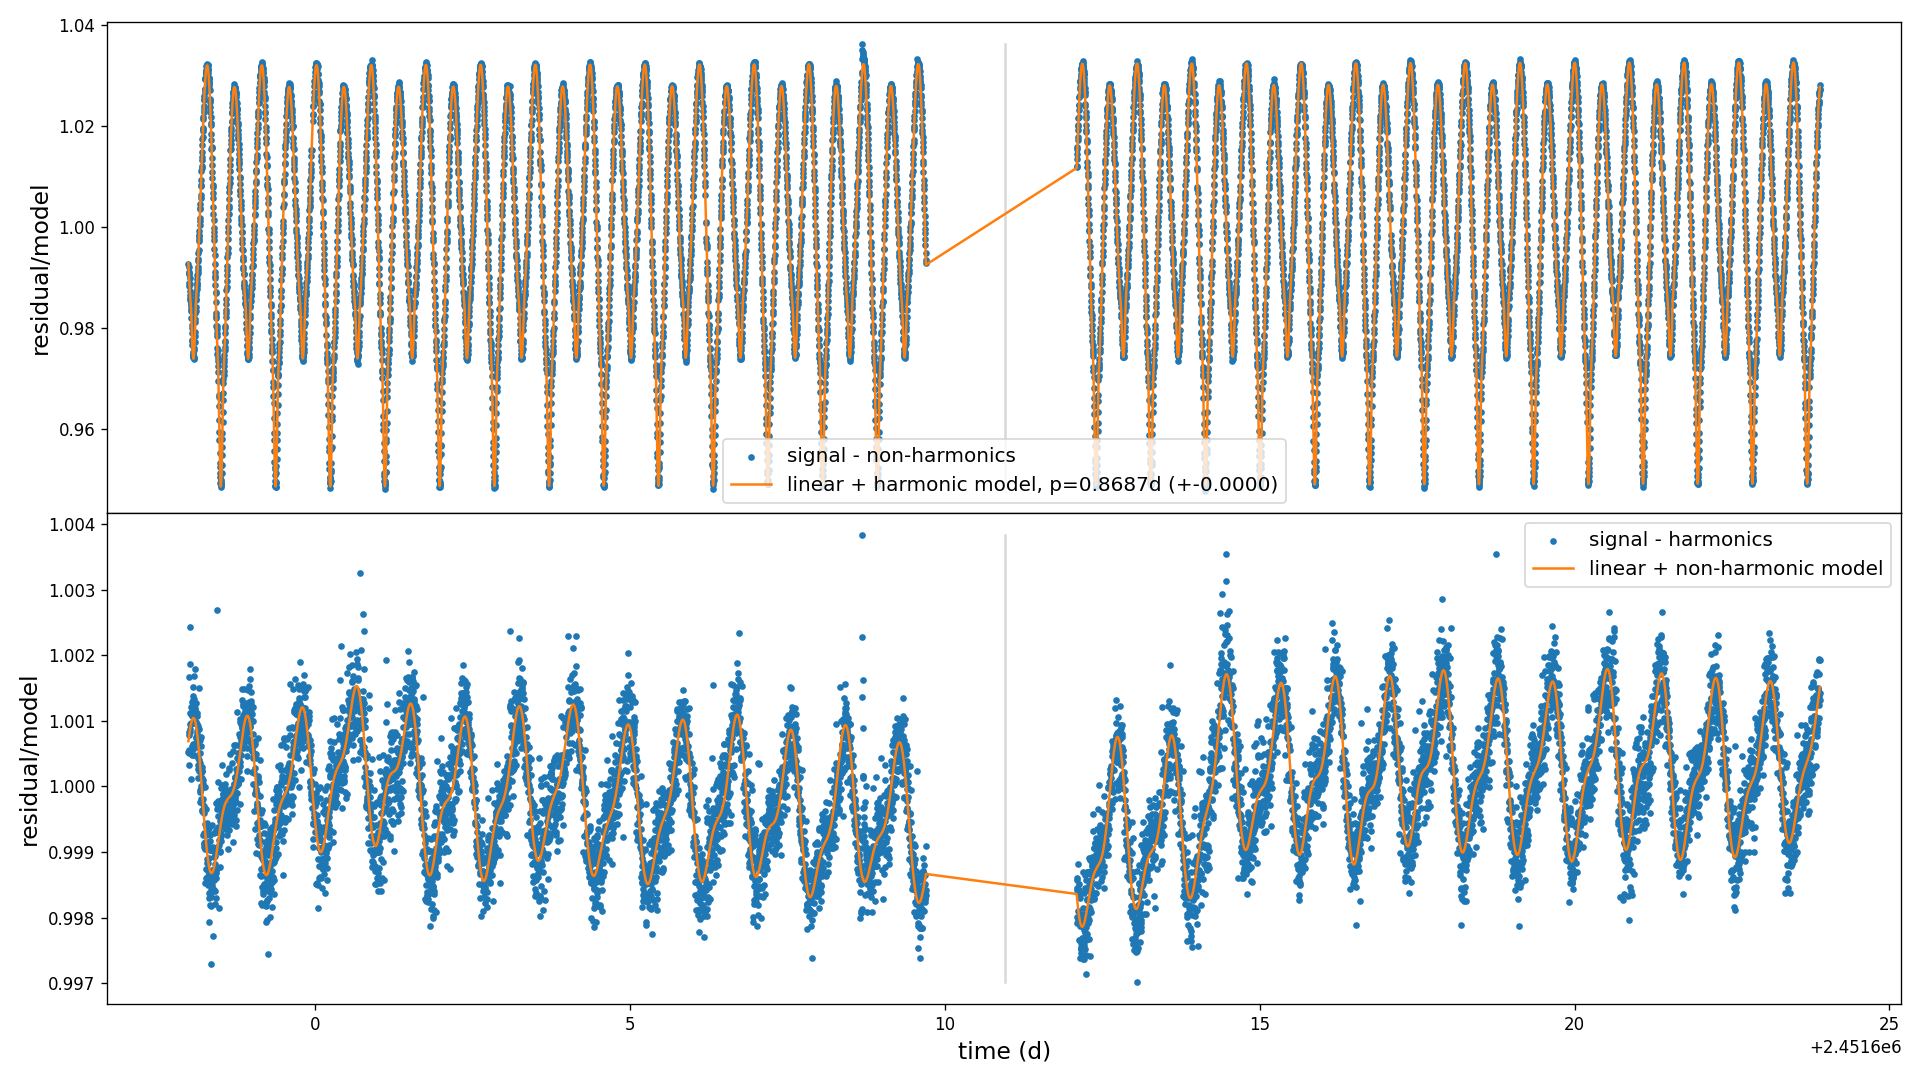 1.04
1.02
1.00
0.98
0.96
residual/model
signal - non-harmonics
linear + harmonic model, p=0.8687d (+-0.0000)
1.004
1.003
1.002
1.001
1.000
0.999
0.998
0.997
residual/model
signal - harmonics
linear + non-harmonic model
0
5
10
15
20
25
time (d)
+2.4516e6